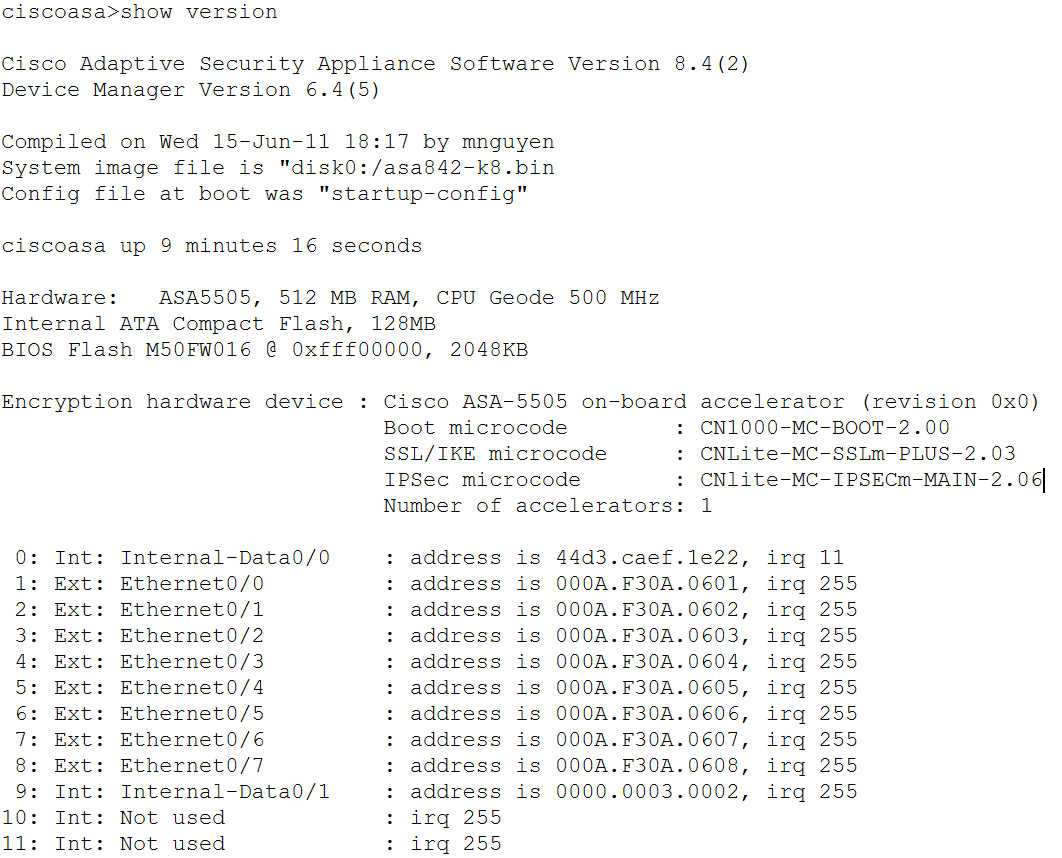 ciscoasa>show version
Cisco Adaptive Security Appliance Software Version 8.4(2)
Device Manager Version 6.4(5)
Compiled on Wed 15-Jun-11 18:17 by mnguyen
System image file is "disk0:/asa842-k8.bin
Config file at boot was "startup-config"
ciscoasa up 9 minutes 16 seconds
Hardware:   ASA5505, 512 MB RAM, CPU Geode 500 MHz
Internal ATA Compact Flash, 128MB
BIOS Flash M50FW016 @ 0xfff00000, 2048KB
Encryption hardware device : Cisco ASA-5505 on-board accelerator (revision 0x0)
                             Boot microcode        : CN1000-MC-BOOT-2.00
                             SSL/IKE microcode     : CNLite-MC-SSLm-PLUS-2.03
                             IPSec microcode       : CNlite-MC-IPSECm-MAIN-2.06
                             Number of accelerators: 1
 0: Int: Internal-Data0/0    : address is 44d3.caef.1e22, irq 11
 1: Ext: Ethernet0/0         : address is 000A.F30A.0601, irq 255
 2: Ext: Ethernet0/1         : address is 000A.F30A.0602, irq 255
 3: Ext: Ethernet0/2         : address is 000A.F30A.0603, irq 255
 4: Ext: Ethernet0/3         : address is 000A.F30A.0604, irq 255
 5: Ext: Ethernet0/4         : address is 000A.F30A.0605, irq 255
 6: Ext: Ethernet0/5         : address is 000A.F30A.0606, irq 255
 7: Ext: Ethernet0/6         : address is 000A.F30A.0607, irq 255
 8: Ext: Ethernet0/7         : address is 000A.F30A.0608, irq 255
 9: Int: Internal-Data0/1    : address is 0000.0003.0002, irq 255
10: Int: Not used            : irq 255
11: Int: Not used            : irq 255